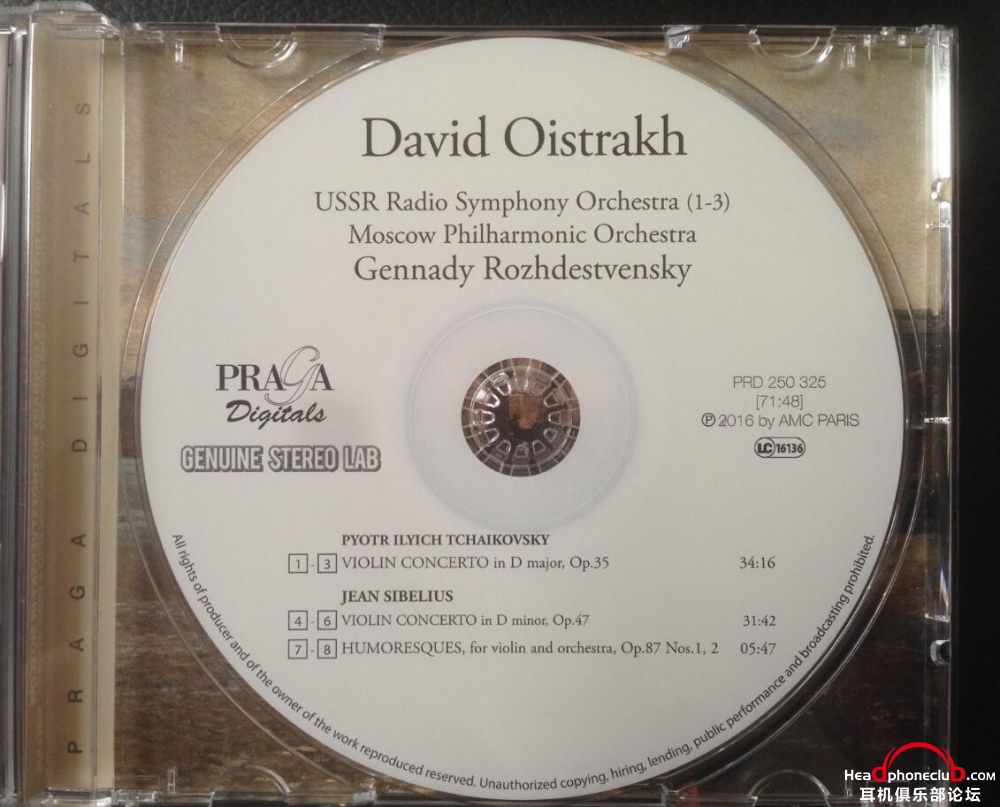 PRAGA DIGITALS
David Oistrakh
USSR Radio Symphony Orchestra (1-3)
Moscow Philharmonic Orchestra
Gennady Rozhdestvensky
PRAGA
Digitals
GENUINE STEREO LAB
PRD 250 325
[71:48]
℗ 2016 by AMC PARIS
LC 16136
PYOTR ILYICH TCHAIKOVSKY
1 - 3 VIOLIN CONCERTO in D major, Op.35 34:16
JEAN SIBELIUS
4 - 6 VIOLIN CONCERTO in D minor, Op.47 31:42
7 - 8 HUMORESQUES, for violin and orchestra, Op.87 Nos.1, 2 05:47
All rights of producer and of the owner of the work reproduced reserved. Unauthorized copying, hiring, lending, public performance and broadcasting prohibited.
HeadphoneclubD.com
耳机俱乐部论坛